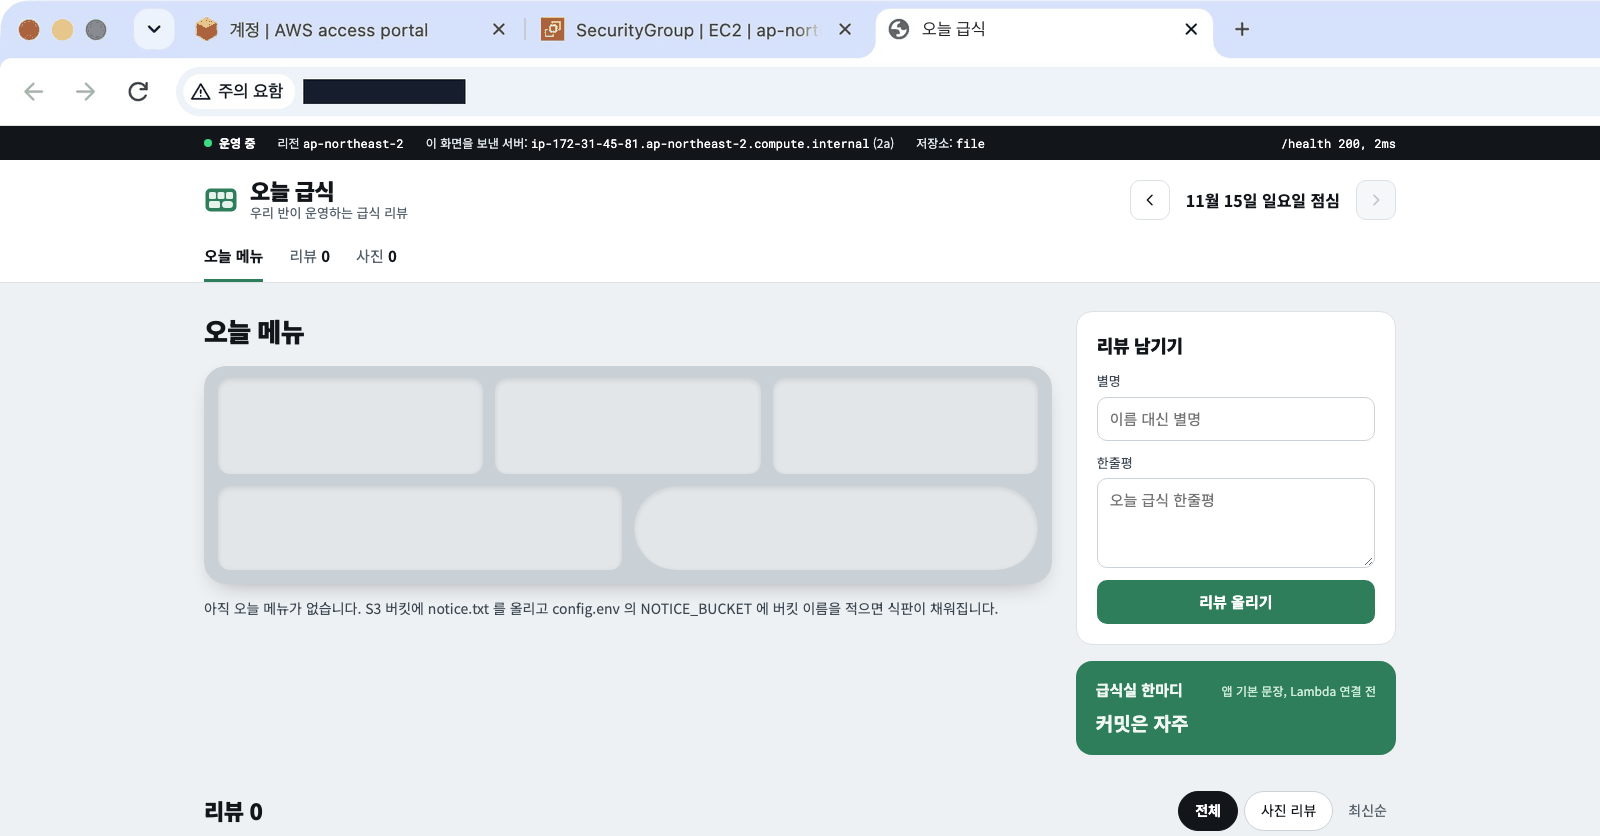 계정 | AWS access portal
SecurityGroup | EC2 | ap-nort
오늘 급식
주의 요함
운영 중 리전 ap-northeast-2 이 화면을 보낸 서버: ip-172-31-45-81.ap-northeast-2.compute.internal (2a) 저장소: file /health 200, 2ms
오늘 급식
우리 반이 운영하는 급식 리뷰
11월 15일 일요일 점심
오늘 메뉴 리뷰 0 사진 0
오늘 메뉴
아직 오늘 메뉴가 없습니다. S3 버킷에 notice.txt 를 올리고 config.env 의 NOTICE_BUCKET 에 버킷 이름을 적으면 식판이 채워집니다.
리뷰 남기기
별명
이름 대신 별명
한줄평
오늘 급식 한줄평
리뷰 올리기
급식실 한마디 앱 기본 문장, Lambda 연결 전
커밋은 자주
리뷰 0
전체 사진 리뷰 최신순